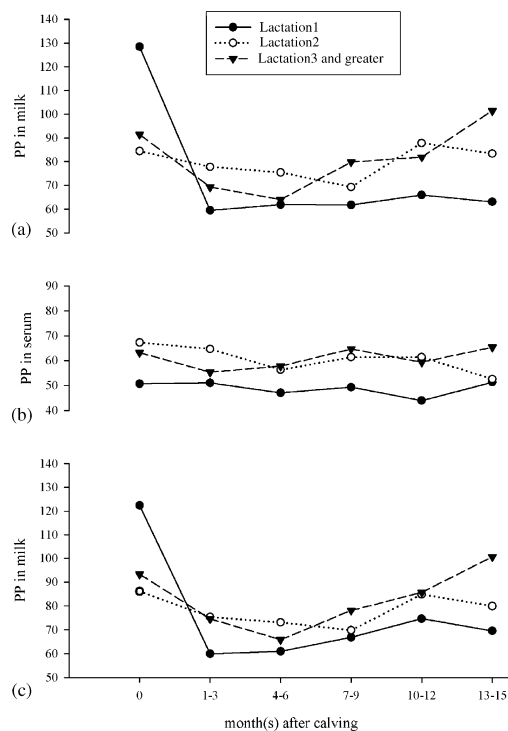 140
130
120
110
100
90
80
70
60
50
PP in milk
(a)
Lactation1
Lactation2
Lactation3 and greater
90
80
70
60
50
40
PP in serum
(b)
140
130
120
110
100
90
80
70
60
50
PP in milk
(c)
0 1-3 4-6 7-9 10-12 13-15
month(s) after calving